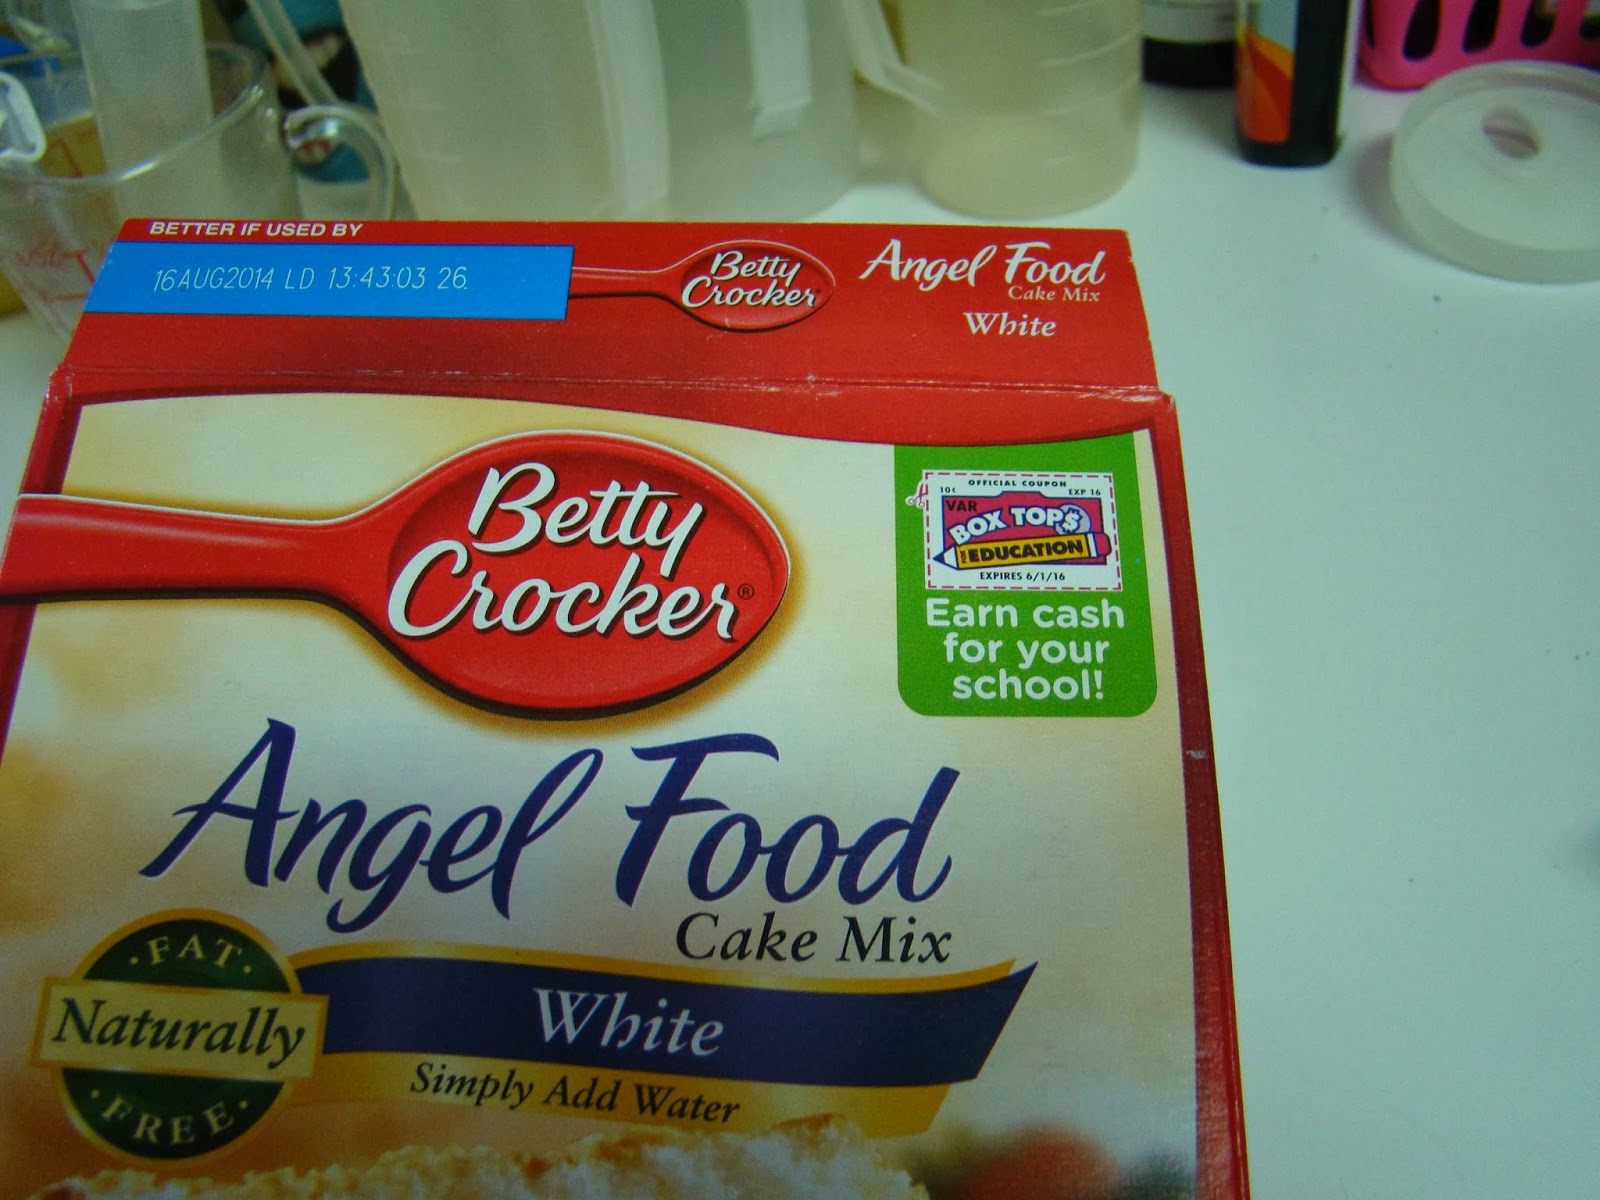 BETTER IF USED BY
16AUG2014 LD 13:43:03 26.
Betty
Crocker
Angel Food
Cake Mix
White
Betty
Crocker®
OFFICIAL COUPON
10¢ EXP 16
VAR
BOX TOP$
FOR EDUCATION
EXPIRES 6/1/16
Earn cash
for your
school!
Angel Food
Cake Mix
·FAT·
Naturally
·FREE·
White
Simply Add Water